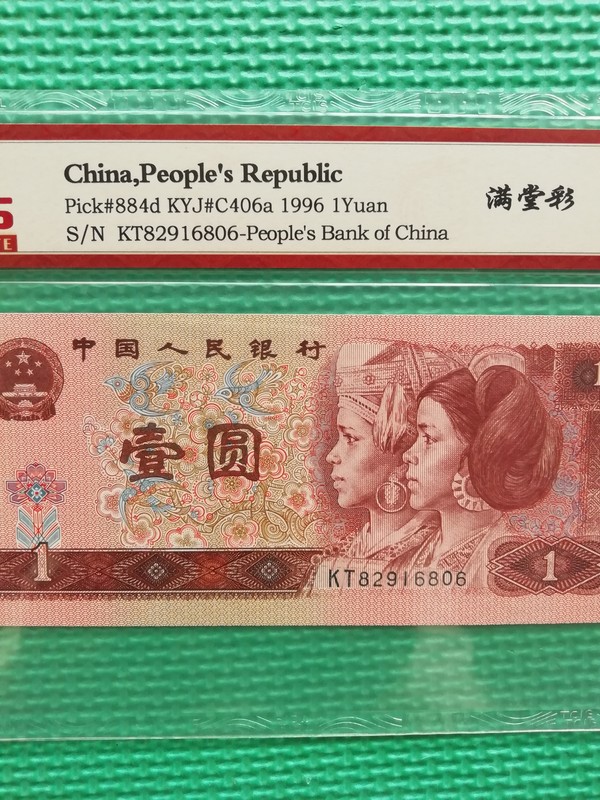 China,People's Republic
Pick#884d KYJ#C406a 1996 1Yuan
S/N KT82916806-People's Bank of China
满堂彩
中国人民银行
壹圆
1
KT82916806
1